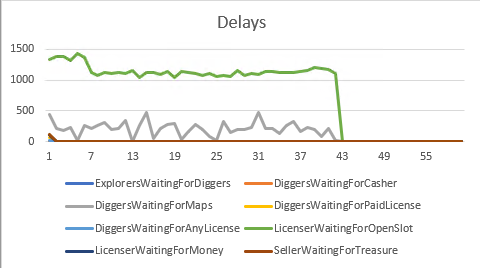 Delays
1500
1000
500
0
1 7 13 19 25 31 37 43 49 55
ExplorersWaitingForDiggers DiggersWaitingForCasher
DiggersWaitingForMaps DiggersWaitingForPaidLicense
DiggersWaitingForAnyLicense LicenserWaitingForOpenSlot
LicenserWaitingForMoney SellerWaitingForTreasure